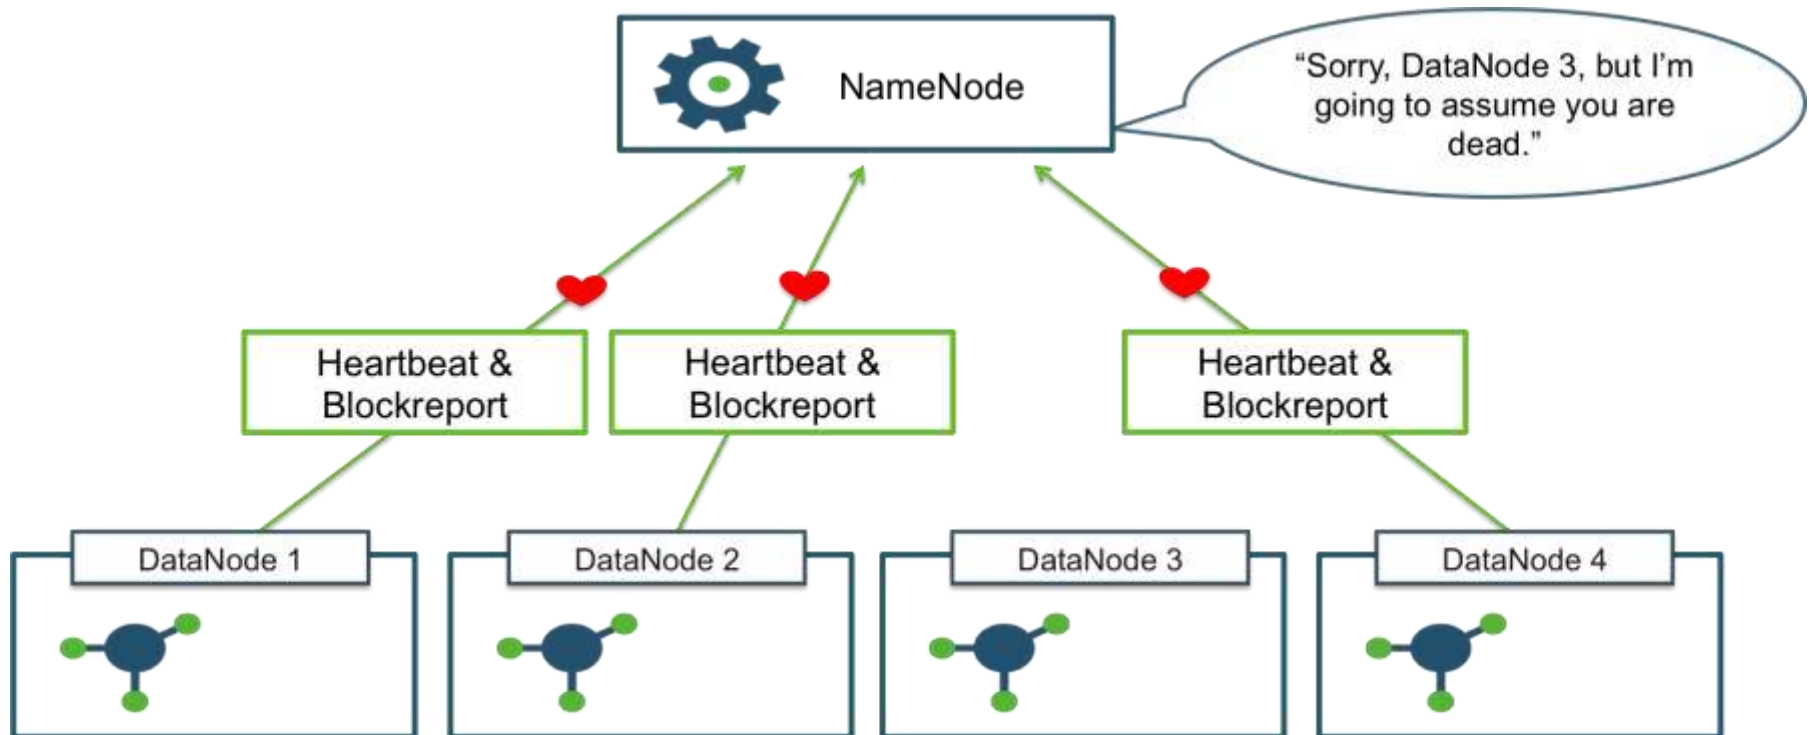 NameNode
“Sorry, DataNode 3, but I’m
going to assume you are
dead.”
Heartbeat &
Blockreport
Heartbeat &
Blockreport
Heartbeat &
Blockreport
DataNode 1
DataNode 2
DataNode 3
DataNode 4